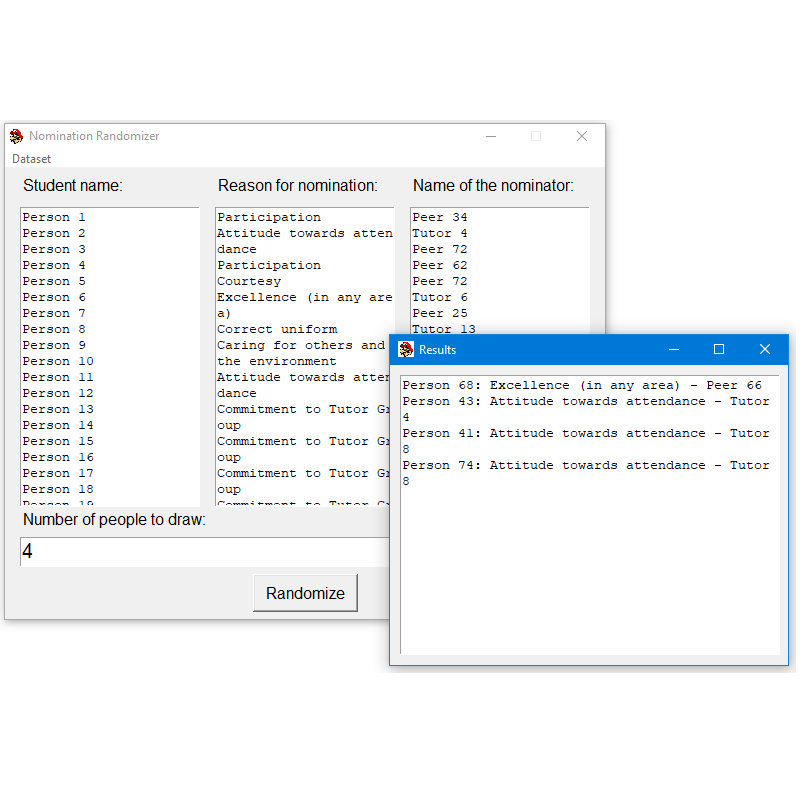 Nomination Randomizer
Dataset
Student name:
Person 1
Person 2
Person 3
Person 4
Person 5
Person 6
Person 7
Person 8
Person 9
Person 10
Person 11
Person 12
Person 13
Person 14
Person 15
Person 16
Person 17
Person 18
Person 19
Reason for nomination:
Participation
Attitude towards atten
dance
Participation
Courtesy
Excellence (in any are
a)
Correct uniform
Caring for others and
the environment
Attitude towards atten
dance
Commitment to Tutor Gr
oup
Commitment to Tutor Gr
oup
Commitment to Tutor Gr
oup
Commitment to Tutor Gr
Name of the nominator:
Peer 34
Tutor 4
Peer 72
Peer 62
Peer 72
Tutor 6
Peer 25
Tutor 13
Number of people to draw:
4
Randomize
Results
Person 68: Excellence (in any area) - Peer 66
Person 43: Attitude towards attendance - Tutor
4
Person 41: Attitude towards attendance - Tutor
8
Person 74: Attitude towards attendance - Tutor
8